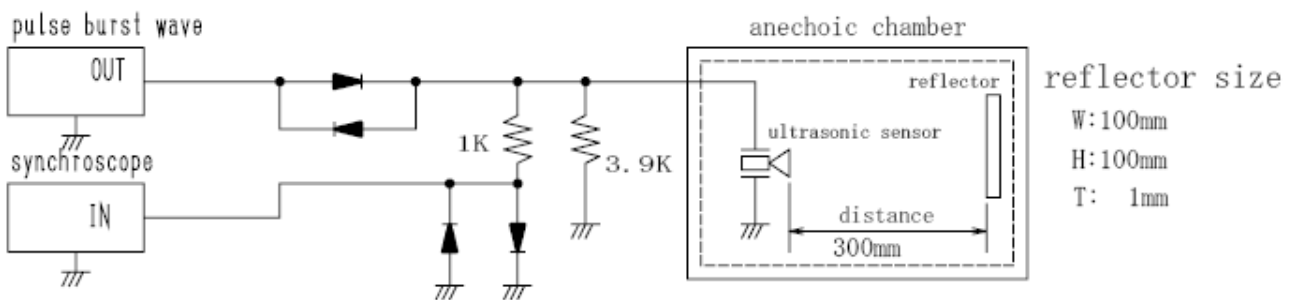 pulse burst wave
OUT
synchroscope
IN
1K
3.9K
anechoic chamber
reflector
ultrasonic sensor
distance
300mm
reflector size
W:100mm
H:100mm
T: 1mm